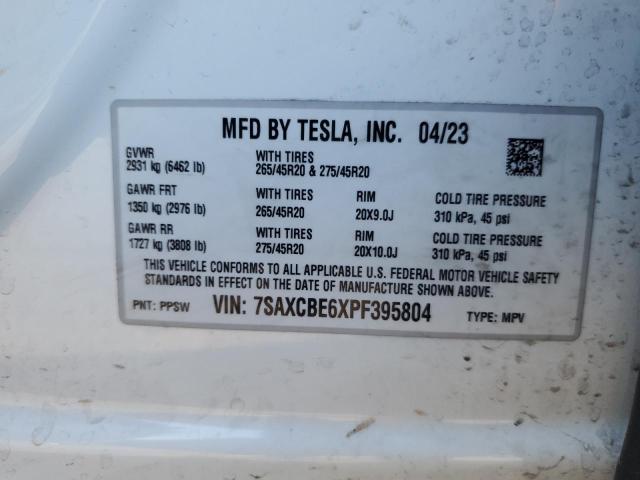 MFD BY TESLA, INC. 04/23
GVWR WITH TIRES
2931 kg (6462 lb) 265/45R20 & 275/45R20
GAWR FRT WITH TIRES RIM COLD TIRE PRESSURE
1350 kg (2976 lb) 265/45R20 20X9.0J 310 kPa, 45 psi
GAWR RR WITH TIRES RIM COLD TIRE PRESSURE
1727 kg (3808 lb) 275/45R20 20X10.0J 310 kPa, 45 psi
THIS VEHICLE CONFORMS TO ALL APPLICABLE U.S. FEDERAL MOTOR VEHICLE SAFETY
STANDARDS IN EFFECT ON THE DATE OF MANUFACTURE SHOWN ABOVE.
PNT: PPSW VIN: 7SAXCBE6XPF395804 TYPE: MPV